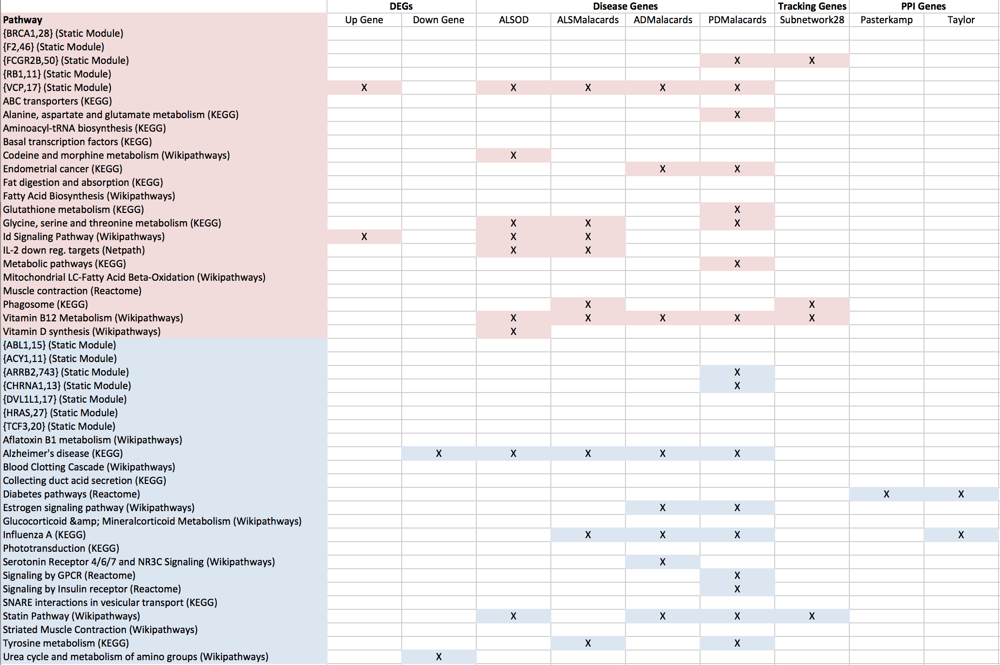 DEGs Disease Genes Tracking Genes PPI Genes
Pathway Up Gene Down Gene ALSOD ALSMalacards ADMalacards PDMalacards Subnetwork28 Pasterkamp Taylor
{BRCA1,28} (Static Module)
{F2,46} (Static Module)
{FCGR2B,50} (Static Module) X X
{RB1,11} (Static Module)
{VCP,17} (Static Module) X X X X X
ABC transporters (KEGG)
Alanine, aspartate and glutamate metabolism (KEGG) X
Aminoacyl-tRNA biosynthesis (KEGG)
Basal transcription factors (KEGG)
Codeine and morphine metabolism (Wikipathways) X
Endometrial cancer (KEGG) X X
Fat digestion and absorption (KEGG)
Fatty Acid Biosynthesis (Wikipathways)
Glutathione metabolism (KEGG) X
Glycine, serine and threonine metabolism (KEGG) X X X
Id Signaling Pathway (Wikipathways) X X X
IL-2 down reg. targets (Netpath) X X
Metabolic pathways (KEGG) X
Mitochondrial LC-Fatty Acid Beta-Oxidation (Wikipathways)
Muscle contraction (Reactome)
Phagosome (KEGG) X X
Vitamin B12 Metabolism (Wikipathways) X X X X X
Vitamin D synthesis (Wikipathways) X
{ABL1,15} (Static Module)
{ACY1,11} (Static Module)
{ARRB2,743} (Static Module) X
{CHRNA1,13} (Static Module) X
{DVL1L1,17} (Static Module)
{HRAS,27} (Static Module)
{TCF3,20} (Static Module)
Aflatoxin B1 metabolism (Wikipathways)
Alzheimer's disease (KEGG) X X X X X
Blood Clotting Cascade (Wikipathways)
Collecting duct acid secretion (KEGG)
Diabetes pathways (Reactome) X X
Estrogen signaling pathway (Wikipathways) X X
Glucocorticoid &amp; Mineralcorticoid Metabolism (Wikipathways)
Influenza A (KEGG) X X X X
Phototransduction (KEGG)
Serotonin Receptor 4/6/7 and NR3C Signaling (Wikipathways) X
Signaling by GPCR (Reactome) X
Signaling by Insulin receptor (Reactome) X
SNARE interactions in vesicular transport (KEGG)
Statin Pathway (Wikipathways) X X X X
Striated Muscle Contraction (Wikipathways)
Tyrosine metabolism (KEGG) X X
Urea cycle and metabolism of amino groups (Wikipathways) X